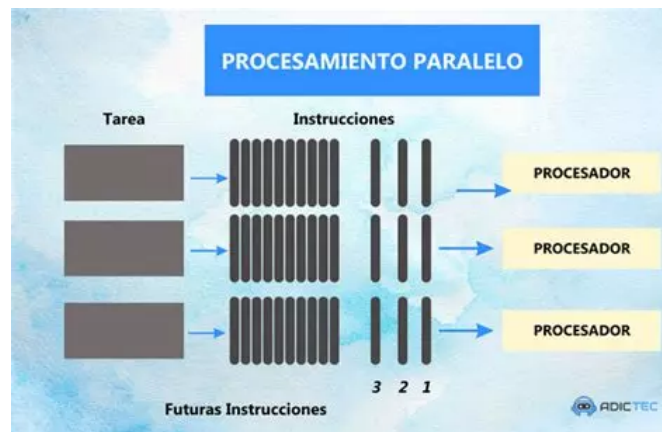 PROCESAMIENTO PARALELO
Tarea Instrucciones
PROCESADOR
PROCESADOR
PROCESADOR
3 2 1
Futuras Instrucciones
ADICTEC